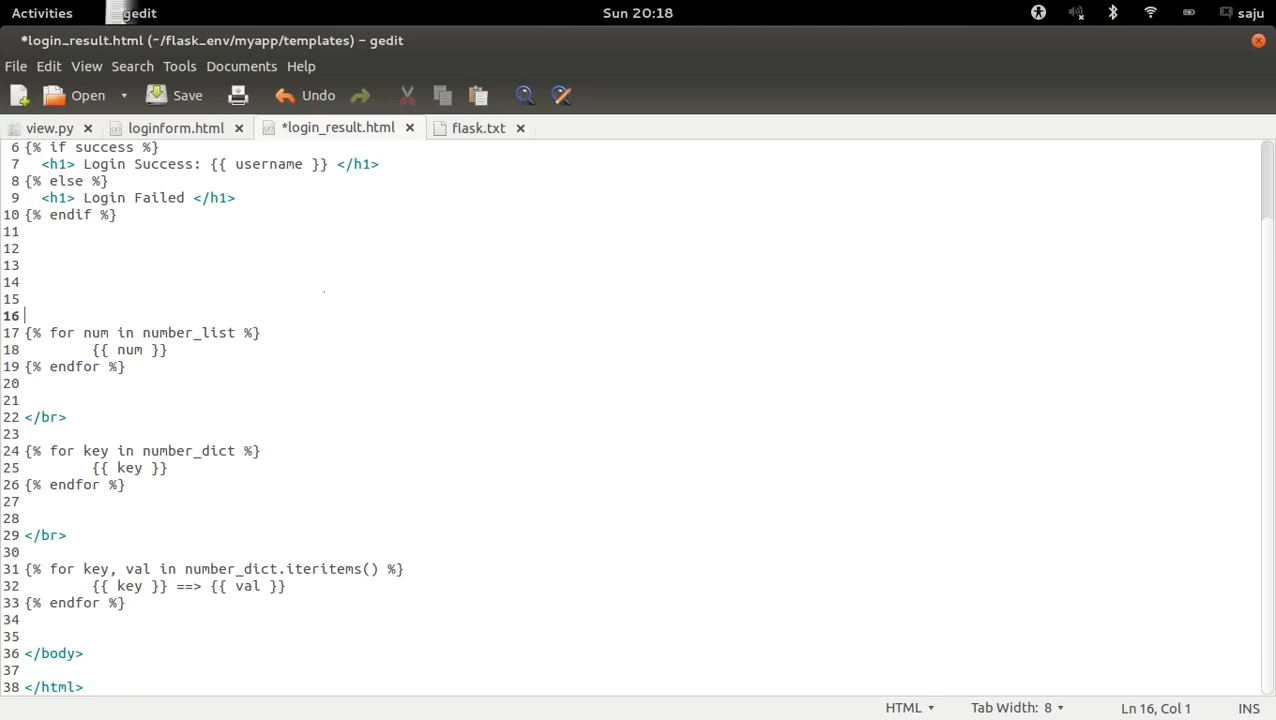 Activities gedit Sun 20:18 saju
*login_result.html (~/flask_env/myapp/templates) – gedit
File Edit View Search Tools Documents Help
Open Save Undo
view.py loginform.html *login_result.html flask.txt
6 {% if success %}
7   <h1> Login Success: {{ username }} </h1>
8 {% else %}
9   <h1> Login Failed </h1>
10 {% endif %}
11
12
13
14
15
16
17 {% for num in number_list %}
18         {{ num }}
19 {% endfor %}
20
21
22 </br>
23
24 {% for key in number_dict %}
25         {{ key }}
26 {% endfor %}
27
28
29 </br>
30
31 {% for key, val in number_dict.iteritems() %}
32         {{ key }} ==> {{ val }}
33 {% endfor %}
34
35
36 </body>
37
38 </html>
HTML Tab Width: 8 Ln 16, Col 1 INS